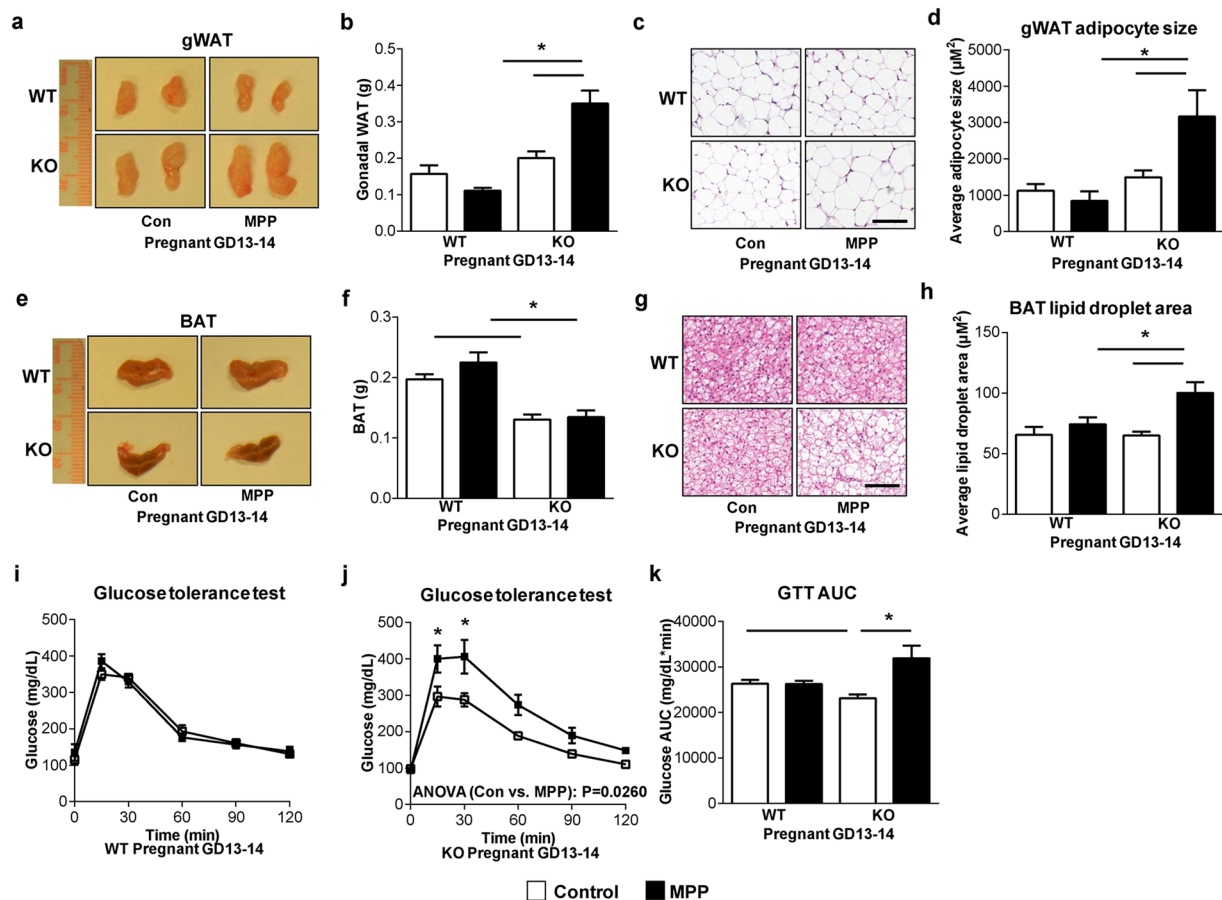 a
gWAT
WT
KO
10
20
30
Con
MPP
Pregnant GD13-14
b
*
Gonadal WAT (g)
0.5
0.4
0.3
0.2
0.1
0.0
WT
KO
Pregnant GD13-14
c
WT
KO
Con
MPP
Pregnant GD13-14
d
gWAT adipocyte size
*
Average adipocyte size (µM²)
5000
4000
3000
2000
1000
0
WT
KO
Pregnant GD13-14
e
BAT
WT
KO
10
20
30
Con
MPP
Pregnant GD13-14
f
*
BAT (g)
0.3
0.2
0.1
0.0
WT
KO
Pregnant GD13-14
g
WT
KO
Con
MPP
Pregnant GD13-14
h
BAT lipid droplet area
*
Average lipid droplet area (µM²)
150
100
50
0
WT
KO
Pregnant GD13-14
i
Glucose tolerance test
Glucose (mg/dL)
500
400
300
200
100
0
0 30 60 90 120
Time (min)
WT Pregnant GD13-14
j
Glucose tolerance test
* *
Glucose (mg/dL)
500
400
300
200
100
0
ANOVA (Con vs. MPP): P=0.0260
0 30 60 90 120
Time (min)
KO Pregnant GD13-14
k
GTT AUC
*
Glucose AUC (mg/dL*min)
40000
30000
20000
10000
0
WT
KO
Pregnant GD13-14
Control MPP